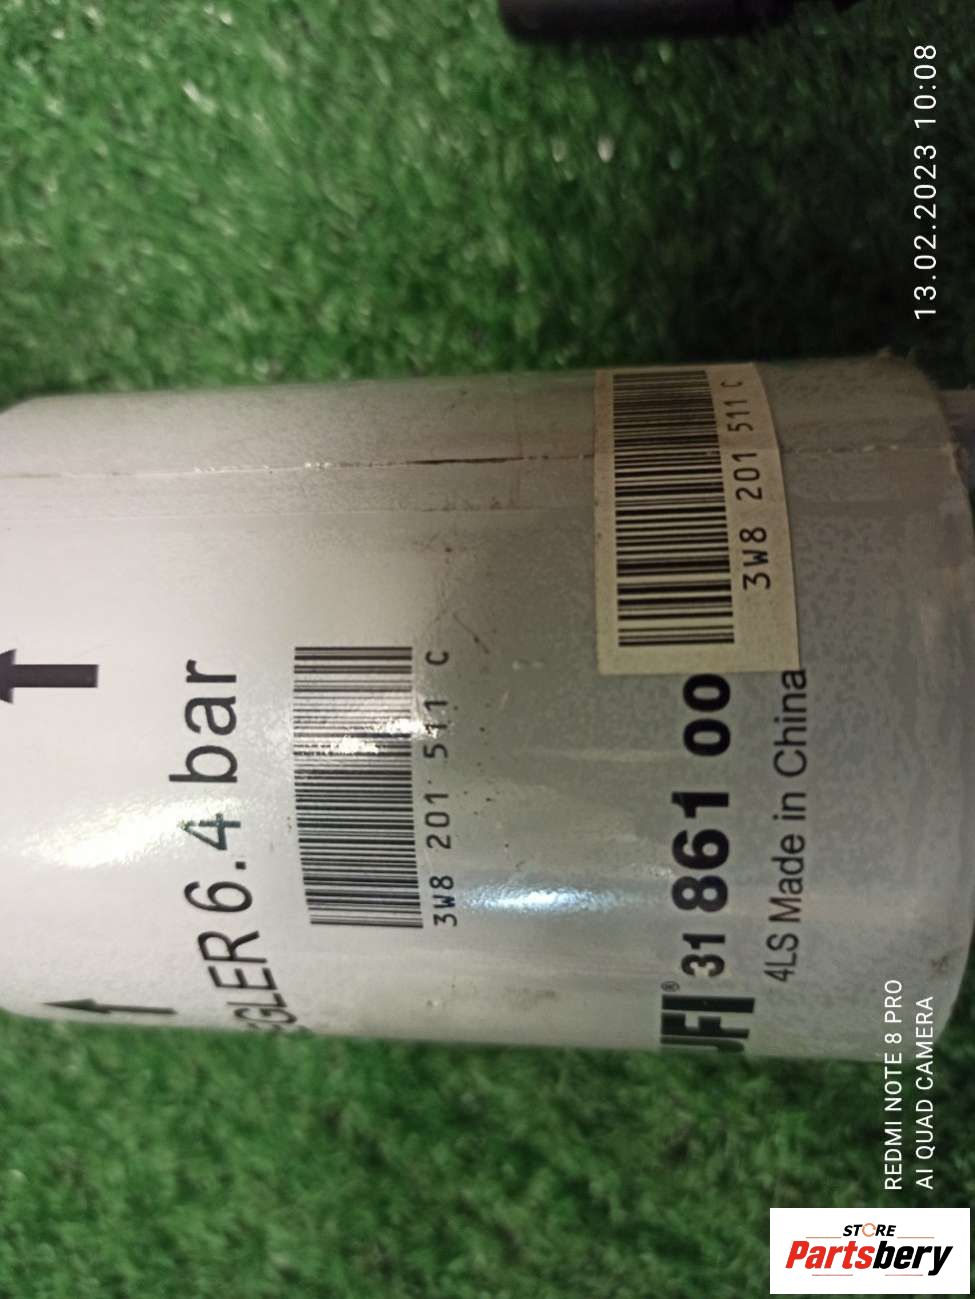 GLER 6.4 bar
3W8 201 511 C
UFI® 31 861 00
4LS Made in China
3W8 201 511 C
13.02.2023 10:08
REDMI NOTE 8 PRO
AI QUAD CAMERA
STORE
Partsbery